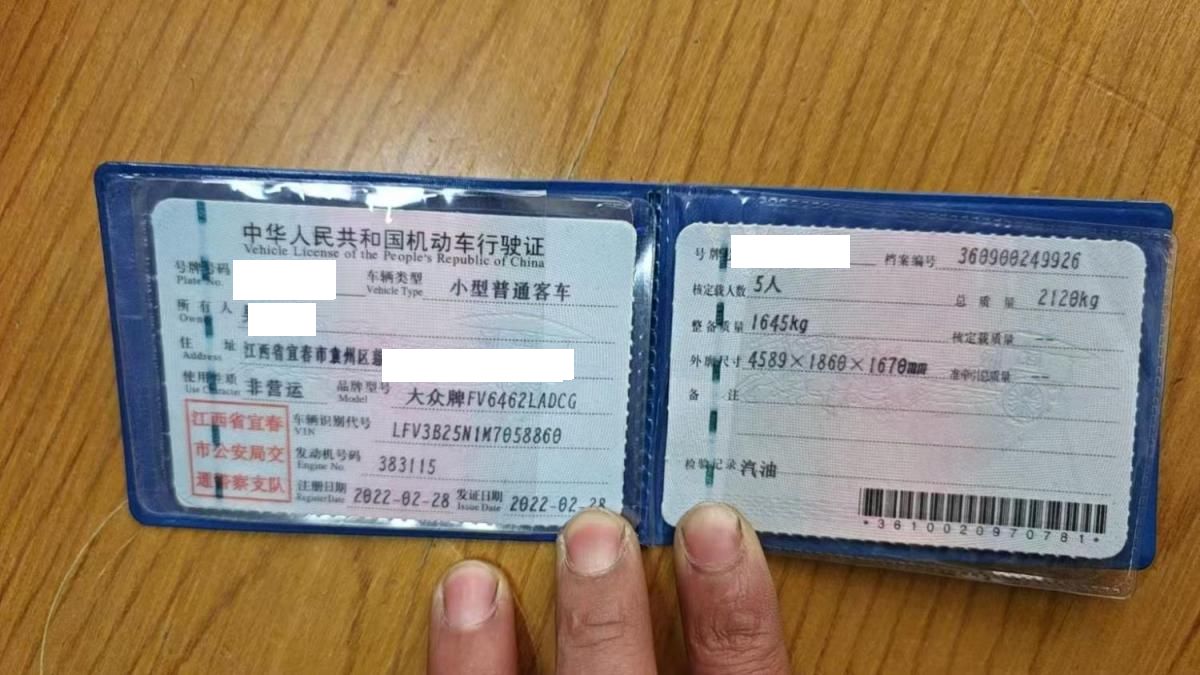 中华人民共和国机动车行驶证
Vehicle License of the People's Republic of China
号牌号码
Plate No.
车辆类型 小型普通客车
Vehicle Type
所有人
Owner
住址 江西省宜春市袁州区
Address
使用性质 非营运
Use Character
品牌型号 大众牌FV6462LADCG
Model
江西省宜春
市公安局交
通警察支队
车辆识别代号 LFV3B25N1M7058860
VIN
发动机号码 383115
Engine No.
注册日期 2022-02-28
Register Date
发证日期 2022-02-28
Issue Date
号牌
档案编号 360900249926
核定载人数 5人
总质量 2120kg
整备质量 1645kg
核定载质量 --
外廓尺寸 4589×1860×1670mm
准牵引总质量 --
备注
检验记录 汽油
*3610020970781*